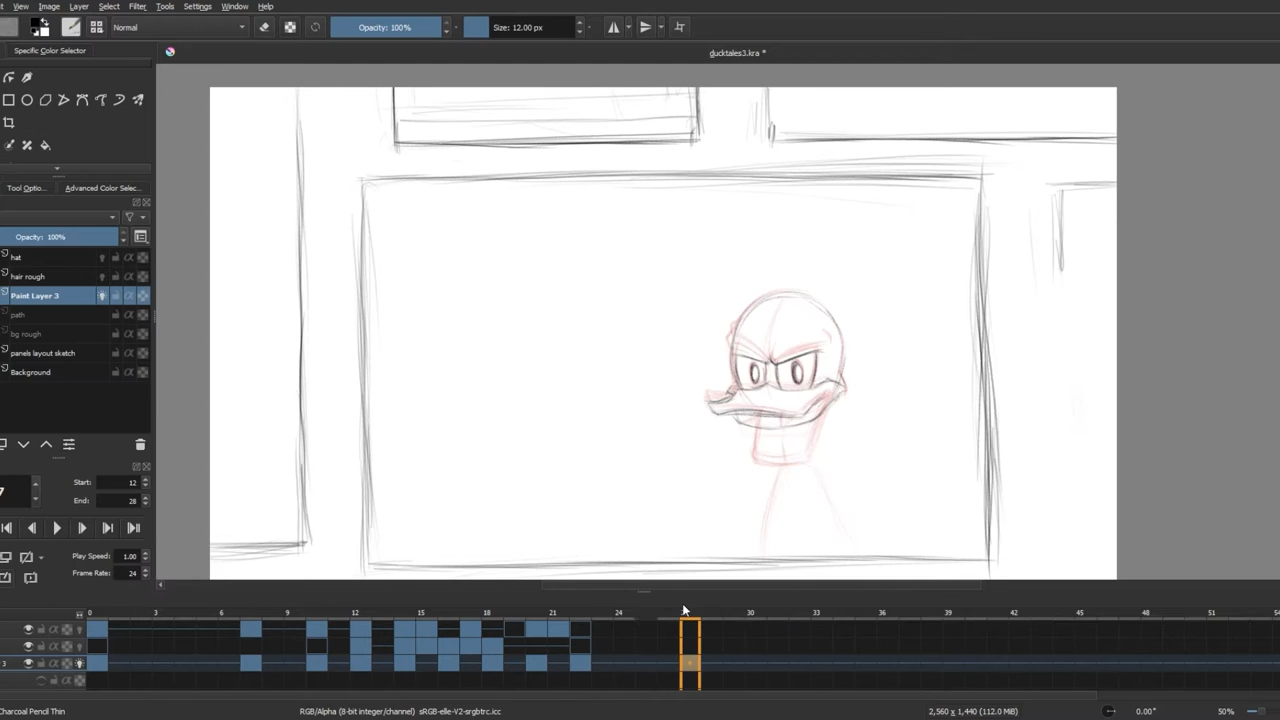 View Image Layer Select Filter Tools Settings Window Help
Normal Opacity: 100% Size: 12.00 px
Specific Color Selector
ducktales3.kra *
Tool Optio... Advanced Color Selec...
Opacity: 100%
hat
hair rough
Paint Layer 3
path
bg rough
panels layout sketch
Background
Start: 12
7
End: 28
Play Speed: 1.00
Frame Rate: 24
0 3 6 9 12 15 18 21 24 30 33 36 39 42 45 48 51
3
Charcoal Pencil Thin RGB/Alpha (8-bit integer/channel) sRGB-elle-V2-srgbtrc.icc 2,560 x 1,440 (112.0 MiB) 0.00° 50%